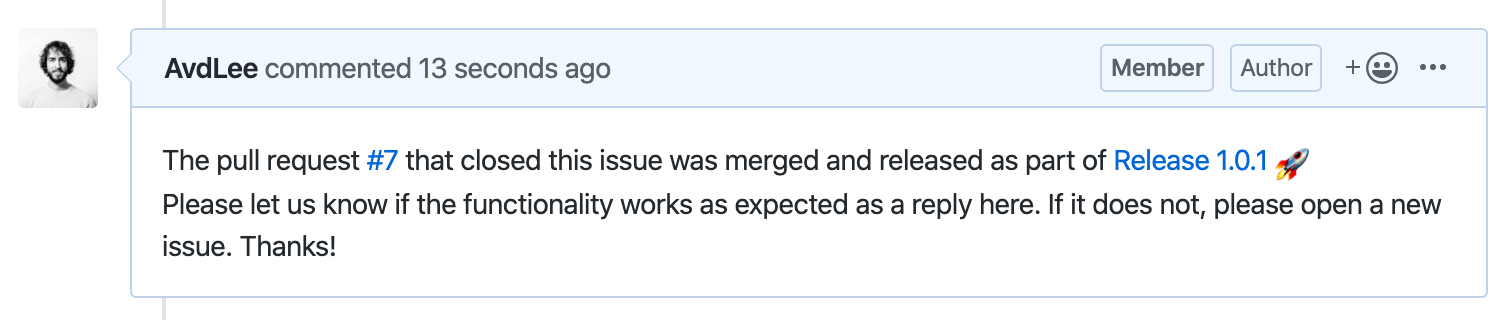 AvdLee commented 13 seconds ago Member Author
The pull request #7 that closed this issue was merged and released as part of Release 1.0.1 🚀
Please let us know if the functionality works as expected as a reply here. If it does not, please open a new
issue. Thanks!